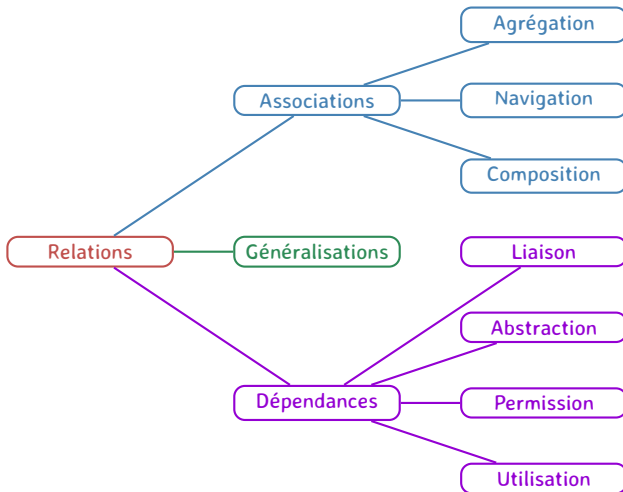 Agrégation
Associations
Navigation
Composition
Relations
Généralisations
Liaison
Abstraction
Dépendances
Permission
Utilisation